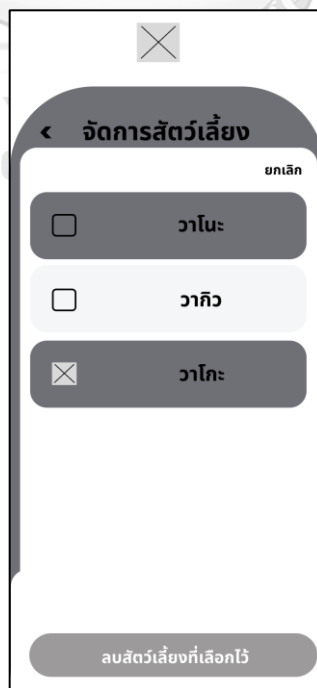 จัดการสัตว์เลี้ยง
ยกเลิก
วาโนะ
วากิว
วาโกะ
ลบสัตว์เลี้ยงที่เลือกไว้